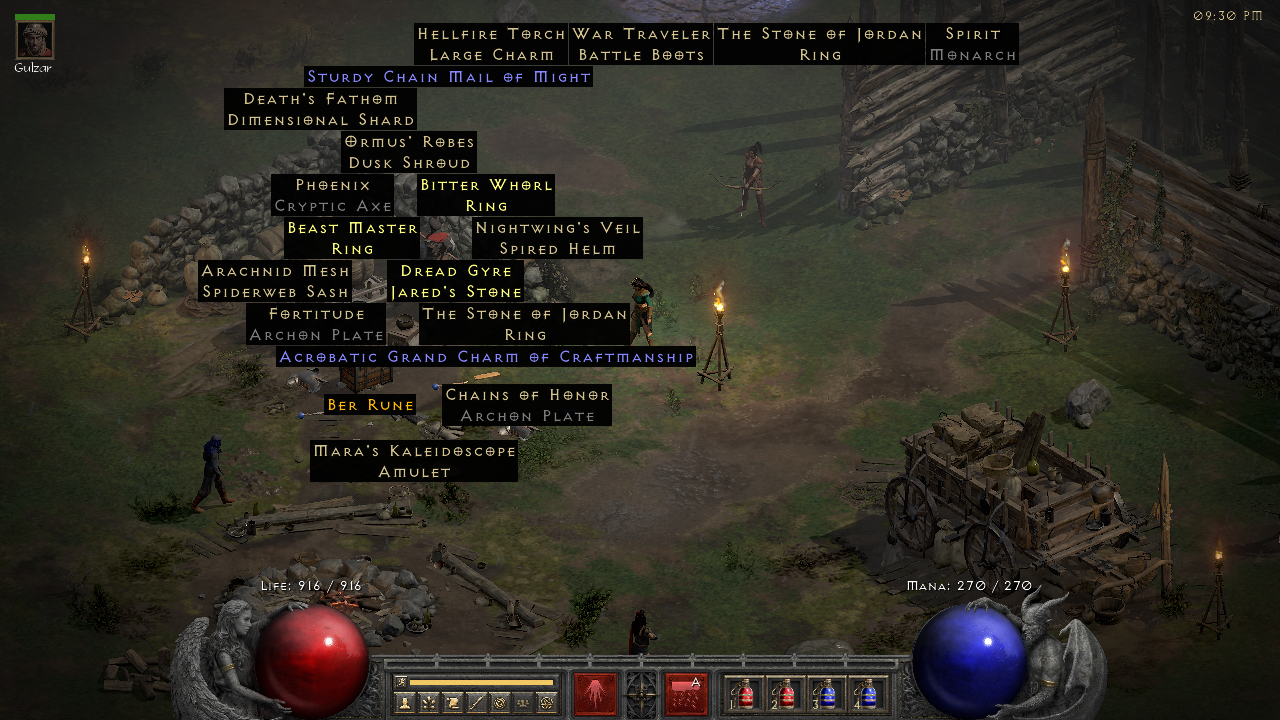 09:30 PM
Gulzar
Hellfire Torch
Large Charm
War Traveler
Battle Boots
The Stone of Jordan
Ring
Spirit
Monarch
Sturdy Chain Mail of Might
Death's Fathom
Dimensional Shard
Ormus' Robes
Dusk Shroud
Phoenix
Cryptic Axe
Bitter Whorl
Ring
Beast Master
Ring
Nightwing's Veil
Spired Helm
Arachnid Mesh
Spiderweb Sash
Dread Gyre
Jared's Stone
Fortitude
Archon Plate
The Stone of Jordan
Ring
Acrobatic Grand Charm of Craftmanship
Ber Rune
Chains of Honor
Archon Plate
Mara's Kaleidoscope
Amulet
Life: 916 / 916
Mana: 270 / 270
A
1
2
3
4